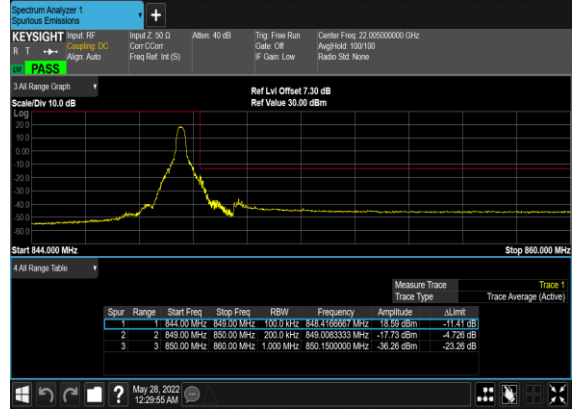 Spectrum Analyzer 1
Spurious Emissions
+
KEYSIGHT Input: RF Input Z: 50 Ω Atten: 40 dB Trig: Free Run Center Freq: 22.005000000 GHz
R T Coupling: DC Corr CCorr Gate: Off Avg|Hold: 100/100
Align: Auto Freq Ref: Int (S) IF Gain: Low Radio Std: None
PASS
3 All Range Graph
Ref Lvl Offset 7.30 dB
Scale/Div 10.0 dB Ref Value 30.00 dBm
Log
20.0
10.0
0.00
-10.0
-20.0
-30.0
-40.0
-50.0
-60.0
Start 844.000 MHz Stop 860.000 MHz
4 All Range Table
Measure Trace Trace 1
Trace Type Trace Average (Active)
Spur Range Start Freq Stop Freq RBW Frequency Amplitude ΔLimit
1 1 844.00 MHz 849.00 MHz 100.0 kHz 848.4166667 MHz 18.59 dBm -11.41 dB
2 2 849.00 MHz 850.00 MHz 200.0 kHz 849.0083333 MHz -17.73 dBm -4.726 dB
3 3 850.00 MHz 860.00 MHz 1.000 MHz 850.1500000 MHz -36.26 dBm -23.26 dB
? May 28, 2022
12:29:55 AM